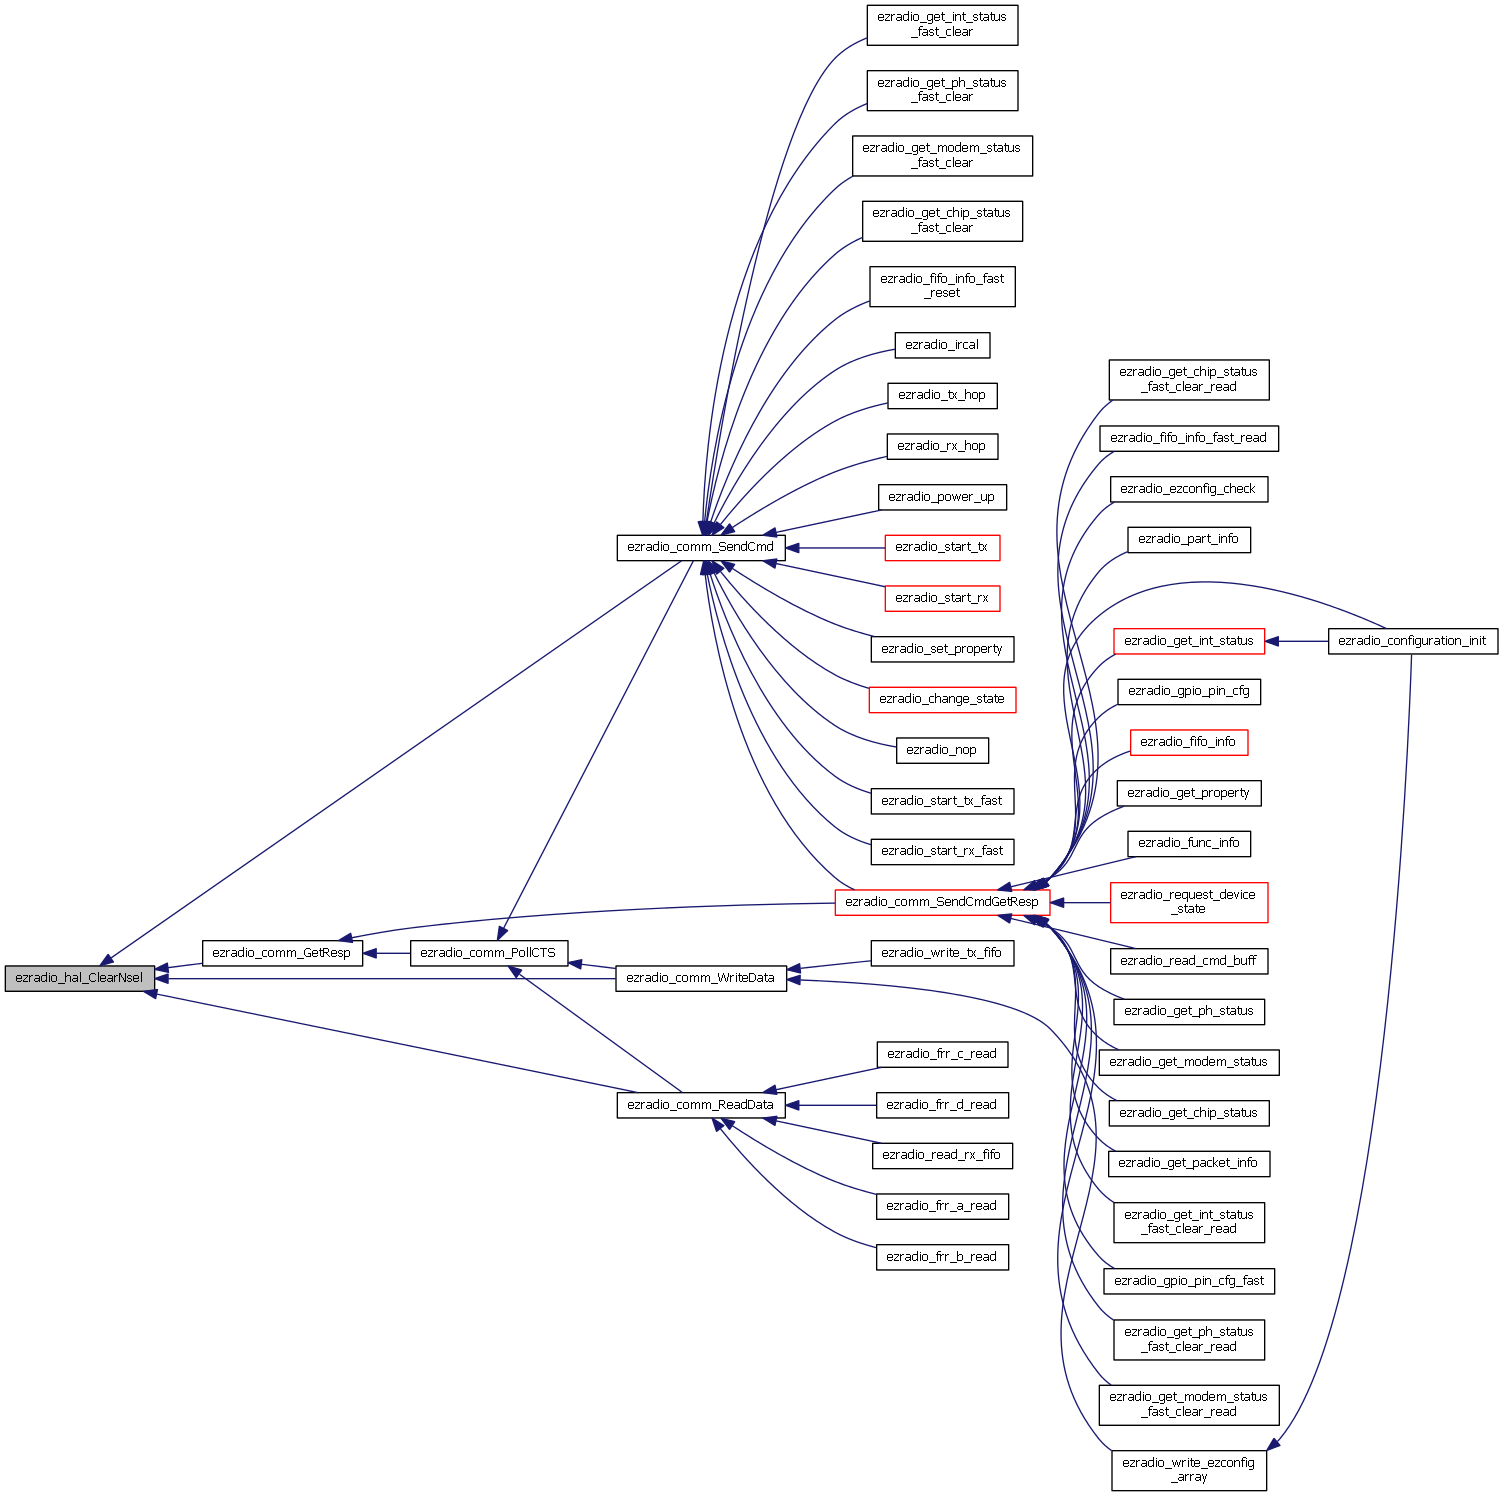 ezradio_get_int_status
_fast_clear
ezradio_get_ph_status
_fast_clear
ezradio_get_modem_status
_fast_clear
ezradio_get_chip_status
_fast_clear
ezradio_fifo_info_fast
_reset
ezradio_ircal
ezradio_tx_hop
ezradio_rx_hop
ezradio_power_up
ezradio_comm_SendCmd
ezradio_start_tx
ezradio_start_rx
ezradio_set_property
ezradio_change_state
ezradio_nop
ezradio_start_tx_fast
ezradio_start_rx_fast
ezradio_comm_SendCmdGetResp
ezradio_get_chip_status
_fast_clear_read
ezradio_fifo_info_fast_read
ezradio_ezconfig_check
ezradio_part_info
ezradio_get_int_status
ezradio_configuration_init
ezradio_gpio_pin_cfg
ezradio_fifo_info
ezradio_get_property
ezradio_func_info
ezradio_request_device
_state
ezradio_read_cmd_buff
ezradio_get_ph_status
ezradio_get_modem_status
ezradio_get_chip_status
ezradio_get_packet_info
ezradio_get_int_status
_fast_clear_read
ezradio_gpio_pin_cfg_fast
ezradio_get_ph_status
_fast_clear_read
ezradio_get_modem_status
_fast_clear_read
ezradio_write_ezconfig
_array
ezradio_hal_ClearNsel
ezradio_comm_GetResp
ezradio_comm_PollCTS
ezradio_comm_WriteData
ezradio_write_tx_fifo
ezradio_comm_ReadData
ezradio_frr_c_read
ezradio_frr_d_read
ezradio_read_rx_fifo
ezradio_frr_a_read
ezradio_frr_b_read